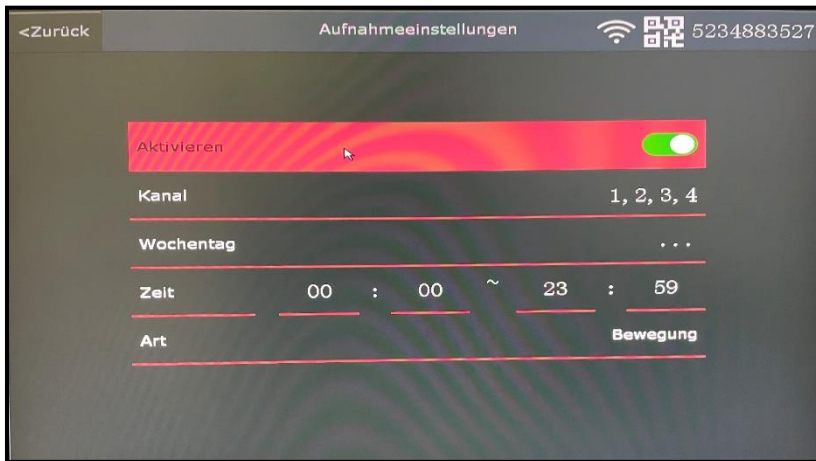 <Zurück Aufnahmeeinstellungen 5234883527
Aktivieren
Kanal 1, 2, 3, 4
Wochentag ...
Zeit 00 : 00 ~ 23 : 59
Art Bewegung